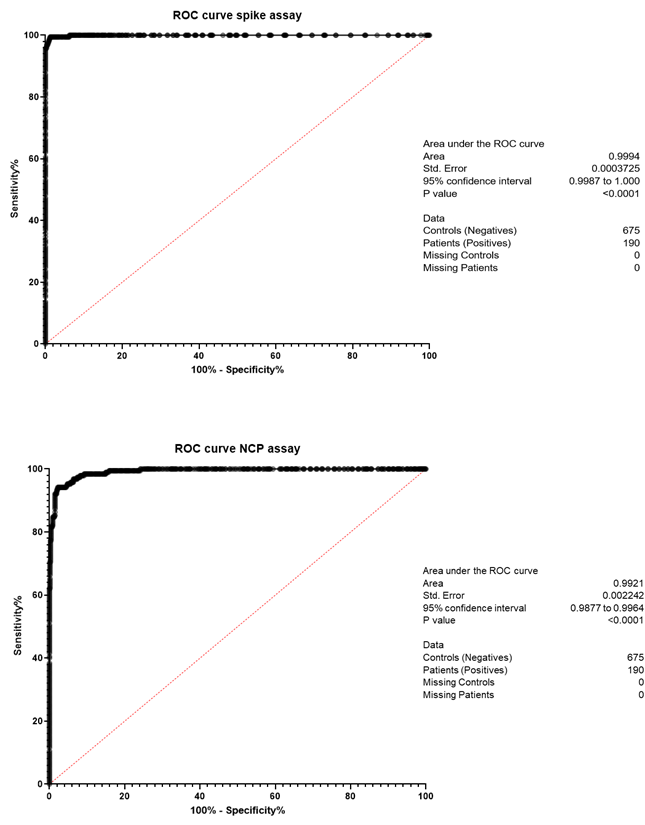 ROC curve spike assay
100
80
60
40
20
0
Sensitivity%
0 20 40 60 80 100
100% - Specificity%
Area under the ROC curve
Area 0.9994
Std. Error 0.0003725
95% confidence interval 0.9987 to 1.000
P value <0.0001
Data
Controls (Negatives) 675
Patients (Positives) 190
Missing Controls 0
Missing Patients 0
ROC curve NCP assay
100
80
60
40
20
0
Sensitivity%
0 20 40 60 80 100
100% - Specificity%
Area under the ROC curve
Area 0.9921
Std. Error 0.002242
95% confidence interval 0.9877 to 0.9964
P value <0.0001
Data
Controls (Negatives) 675
Patients (Positives) 190
Missing Controls 0
Missing Patients 0